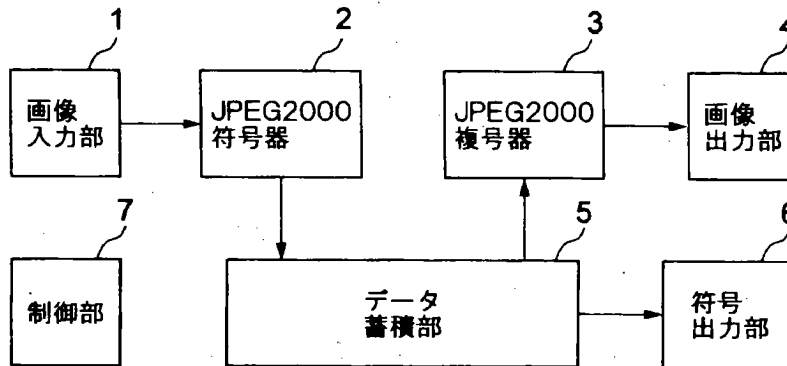 1
画像
入力部
2
JPEG2000
符号器
3
JPEG2000
複号器
4
画像
出力部
7
制御部
5
データ
蓄積部
6
符号
出力部